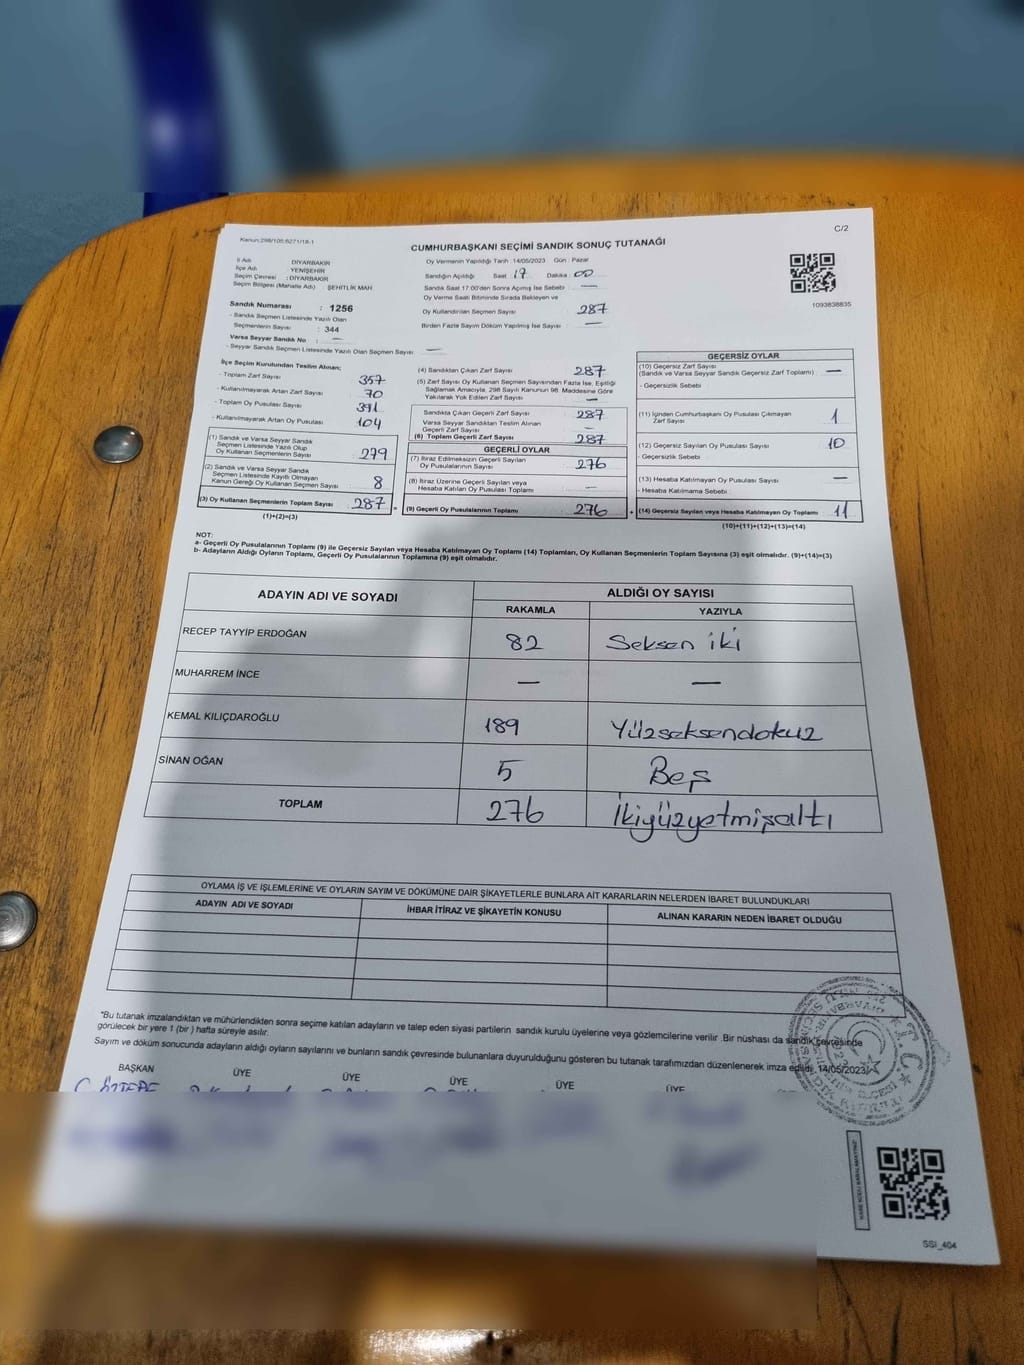 Kanun:298/105;6271/18-1
C/2
CUMHURBAŞKANI SEÇİMİ SANDIK SONUÇ TUTANAĞI
İl Adı : DİYARBAKIR
İlçe Adı : YENİŞEHİR
Seçim Çevresi : DİYARBAKIR
Seçim Bölgesi (Mahalle Adı) : ŞEHİTLİK MAH
Sandık Numarası : 1256
- Sandık Seçmen Listesinde Yazılı Olan
Seçmenlerin Sayısı : 344
Varsa Seyyar Sandık No : —
- Seyyar Sandık Seçmen Listesinde Yazılı Olan Seçmen Sayısı : —
Oy Vermenin Yapıldığı Tarih : 14/05/2023 Gün : Pazar
Sandığın Açıldığı Saat : 17 Dakika : 00
Sandık Saat 17.00'den Sonra Açılmış İse Sebebi : —
Oy Verme Saati Bitiminde Sırada Bekleyen ve
Oy Kullandırılan Seçmen Sayısı : 287
Birden Fazla Sayım Döküm Yapılmış İse Sayısı : —
1093838835
İlçe Seçim Kurulundan Teslim Alınan;
- Toplam Zarf Sayısı : 357
- Kullanılmayarak Artan Zarf Sayısı : 70
- Toplam Oy Pusulası Sayısı : 391
- Kullanılmayarak Artan Oy Pusulası : 104
(1) Sandık ve Varsa Seyyar Sandık
Seçmen Listesinde Yazılı Olup
Oy Kullanan Seçmenlerin Sayısı : 279
(2) Sandık ve Varsa Seyyar Sandık
Seçmen Listesinde Kayıtlı Olmayan
Kanun Gereği Oy Kullanan Seçmen Sayısı : 8
(3) Oy Kullanan Seçmenlerin Toplam Sayısı : 287
(1)+(2)=(3)
(4) Sandıktan Çıkan Zarf Sayısı : 287
(5) Zarf Sayısı Oy Kullanan Seçmen Sayısından Fazla İse, Eşitliği
Sağlamak Amacıyla, 298 Sayılı Kanunun 98. Maddesine Göre
Yakılarak Yok Edilen Zarf Sayısı : —
Sandıkta Çıkan Geçerli Zarf Sayısı : 287
Varsa Seyyar Sandıktan Teslim Alınan
Geçerli Zarf Sayısı : —
(6) Toplam Geçerli Zarf Sayısı : 287
GEÇERLİ OYLAR
(7) İtiraz Edilmeksizin Geçerli Sayılan
Oy Pusulalarının Sayısı : 276
(8) İtiraz Üzerine Geçerli Sayılan veya
Hesaba Katılan Oy Pusulası Toplamı : —
(9) Geçerli Oy Pusulalarının Toplamı : 276
GEÇERSİZ OYLAR
(10) Geçersiz Zarf Sayısı
(Sandık ve Varsa Seyyar Sandık Geçersiz Zarf Toplamı) : —
- Geçersizlik Sebebi
(11) İçinden Cumhurbaşkanı Oy Pusulası Çıkmayan
Zarf Sayısı : 1
(12) Geçersiz Sayılan Oy Pusulası Sayısı : 10
- Geçersizlik Sebebi :
(13) Hesaba Katılmayan Oy Pusulası Sayısı : —
- Hesaba Katılmama Sebebi
(14) Geçersiz Sayılan veya Hesaba Katılmayan Oy Toplamı : 11
(10)+(11)+(12)+(13)=(14)
NOT:
a- Geçerli Oy Pusulalarının Toplamı (9) ile Geçersiz Sayılan veya Hesaba Katılmayan Oy Toplamı (14) Toplamları, Oy Kullanan Seçmenlerin Toplam Sayısına (3) eşit olmalıdır. (9)+(14)=(3)
b- Adayların Aldığı Oyların Toplamı, Geçerli Oy Pusulalarının Toplamına (9) eşit olmalıdır.
ADAYIN ADI VE SOYADI ALDIĞI OY SAYISI
RAKAMLA YAZIYLA
RECEP TAYYİP ERDOĞAN 82 Seksen iki
MUHARREM İNCE — —
KEMAL KILIÇDAROĞLU 189 Yüzseksendokuz
SİNAN OĞAN 5 Beş
TOPLAM 276 İkiyüzyetmişaltı
OYLAMA İŞ VE İŞLEMLERİNE VE OYLARIN SAYIM VE DÖKÜMÜNE DAİR ŞİKAYETLERLE BUNLARA AİT KARARLARIN NELERDEN İBARET BULUNDUKLARI
ADAYIN ADI VE SOYADI İHBAR İTİRAZ VE ŞİKAYETİN KONUSU ALINAN KARARIN NEDEN İBARET OLDUĞU
*Bu tutanak imzalandıktan ve mühürlendikten sonra seçime katılan adayların ve talep eden siyasi partilerin sandık kurulu üyelerine veya gözlemcilerine verilir .Bir nüshası da sandık çevresinde
görülecek bir yere 1 (bir ) hafta süreyle asılır.
Sayım ve döküm sonucunda adayların aldığı oyların sayılarını ve bunların sandık çevresinde bulunanlara duyurulduğunu gösteren bu tutanak tarafımızdan düzenlenerek imza edildi. 14/05/2023
BAŞKAN ÜYE ÜYE ÜYE ÜYE ÜYE
SSI_404